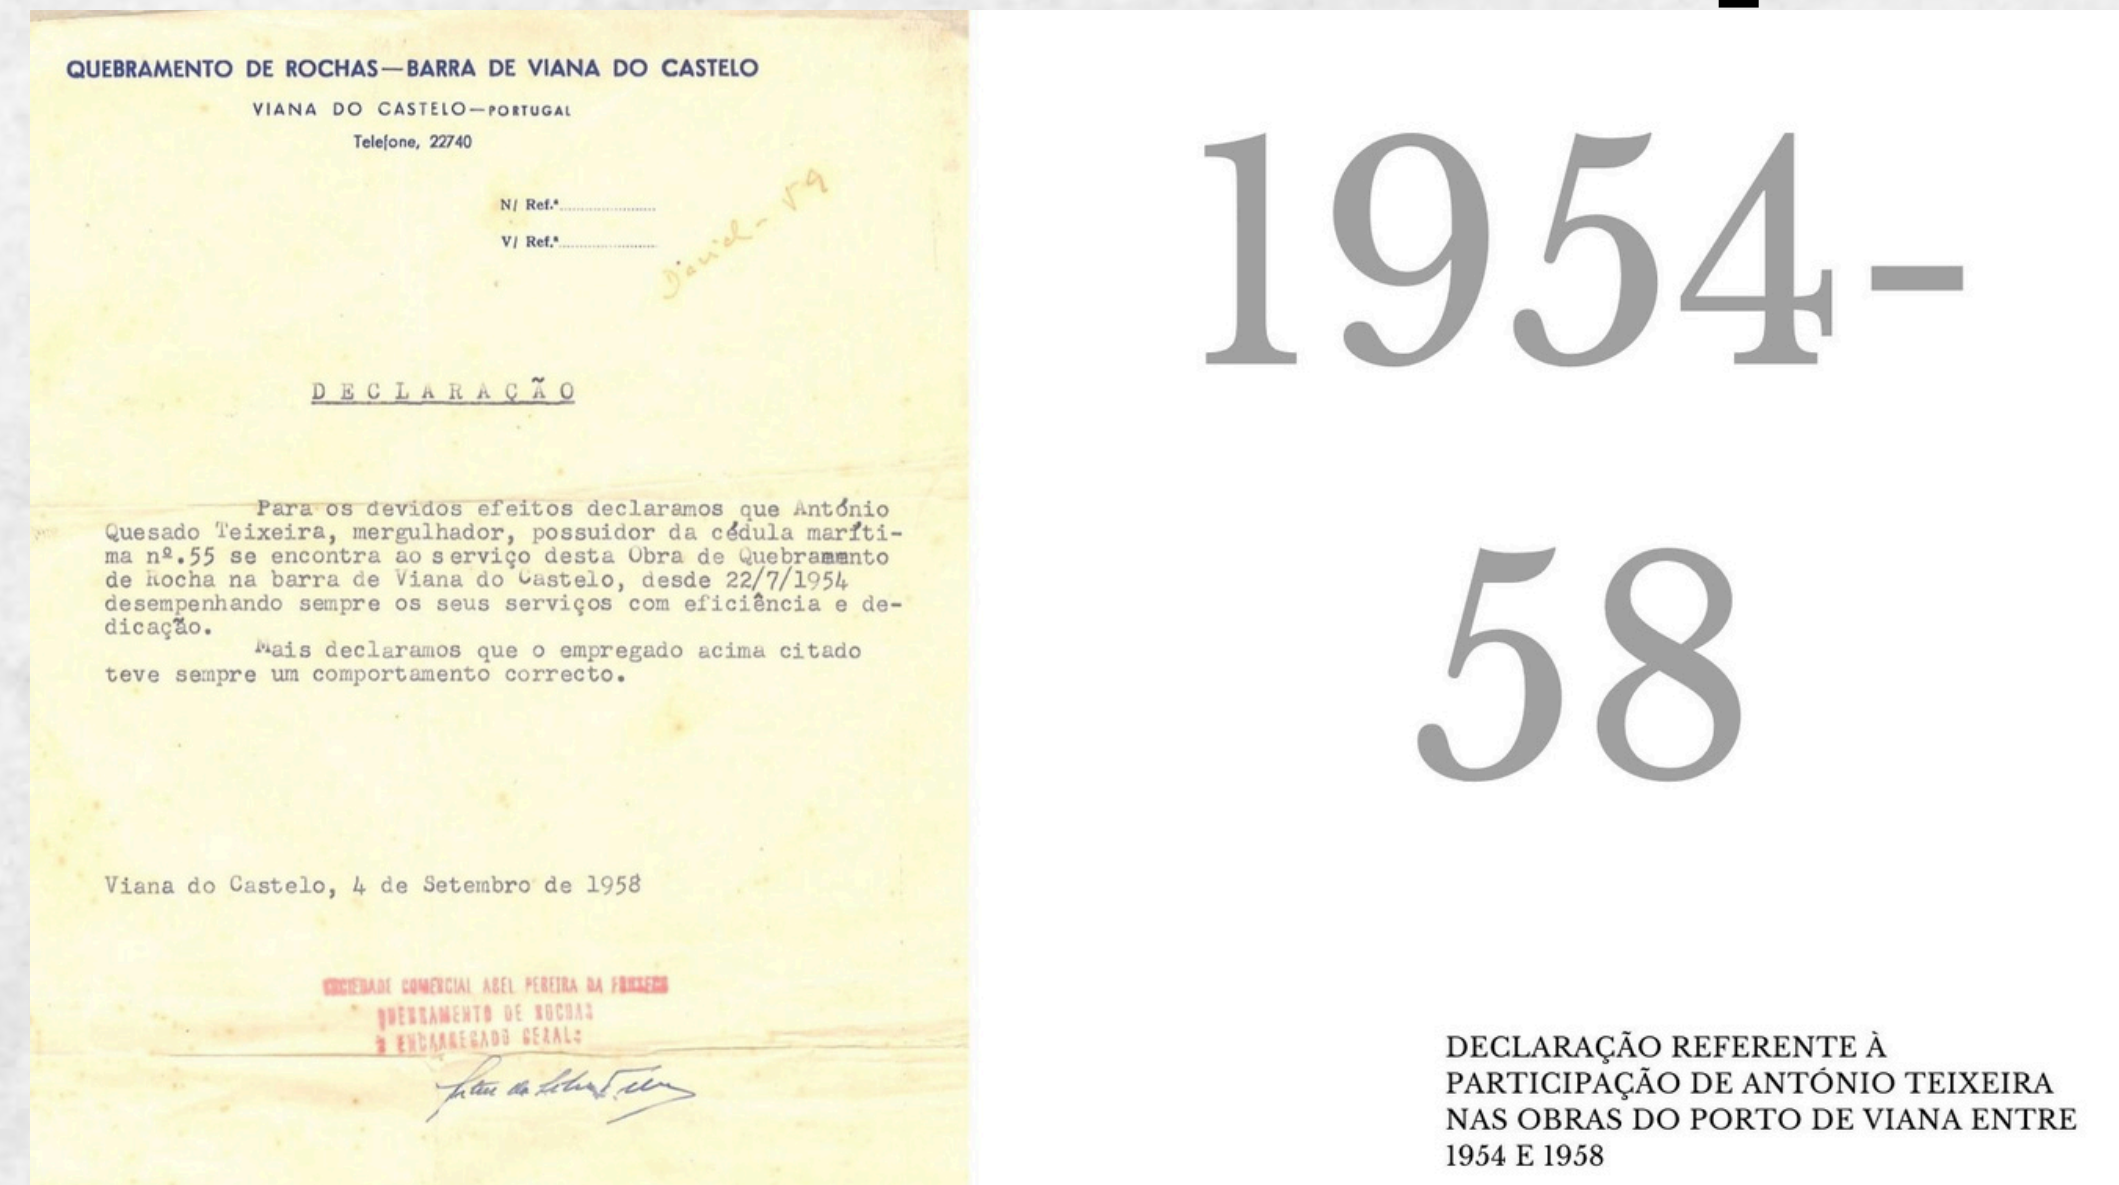 QUEBRAMENTO DE ROCHAS—BARRA DE VIANA DO CASTELO
VIANA DO CASTELO—PORTUGAL
Telefone, 22740
N/ Ref.ª
V/ Ref.ª
Daniel - 59
DECLARAÇÃO
Para os devidos efeitos declaramos que António
Quesado Teixeira, mergulhador, possuidor da cédula maríti-
ma nº.55 se encontra ao serviço desta Obra de Quebramento
de Rocha na barra de Viana do Castelo, desde 22/7/1954
desempenhando sempre os seus serviços com eficiência e de-
dicação.
Mais declaramos que o empregado acima citado
teve sempre um comportamento correcto.
Viana do Castelo, 4 de Setembro de 1958
SOCIEDADE COMERCIAL ABEL PEREIRA DA FONSECA
QUEBRAMENTO DE ROCHAS
O ENCARREGADO GERAL:
1954-
58
DECLARAÇÃO REFERENTE À
PARTICIPAÇÃO DE ANTÓNIO TEIXEIRA
NAS OBRAS DO PORTO DE VIANA ENTRE
1954 E 1958